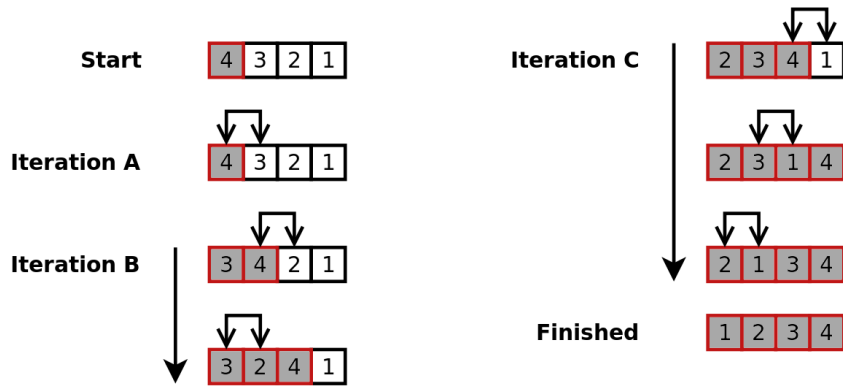 Start 4 3 2 1
Iteration A 4 3 2 1
Iteration B 3 4 2 1
3 2 4 1
Iteration C 2 3 4 1
2 3 1 4
2 1 3 4
Finished 1 2 3 4